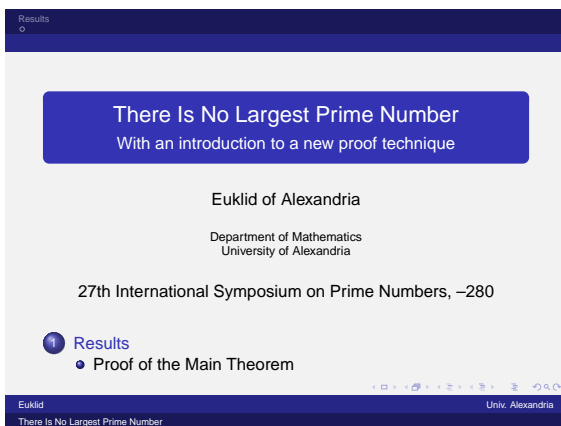 Results
There Is No Largest Prime Number
With an introduction to a new proof technique
Euklid of Alexandria
Department of Mathematics
University of Alexandria
27th International Symposium on Prime Numbers, –280
1 Results
Proof of the Main Theorem
Euklid Univ. Alexandria
There Is No Largest Prime Number